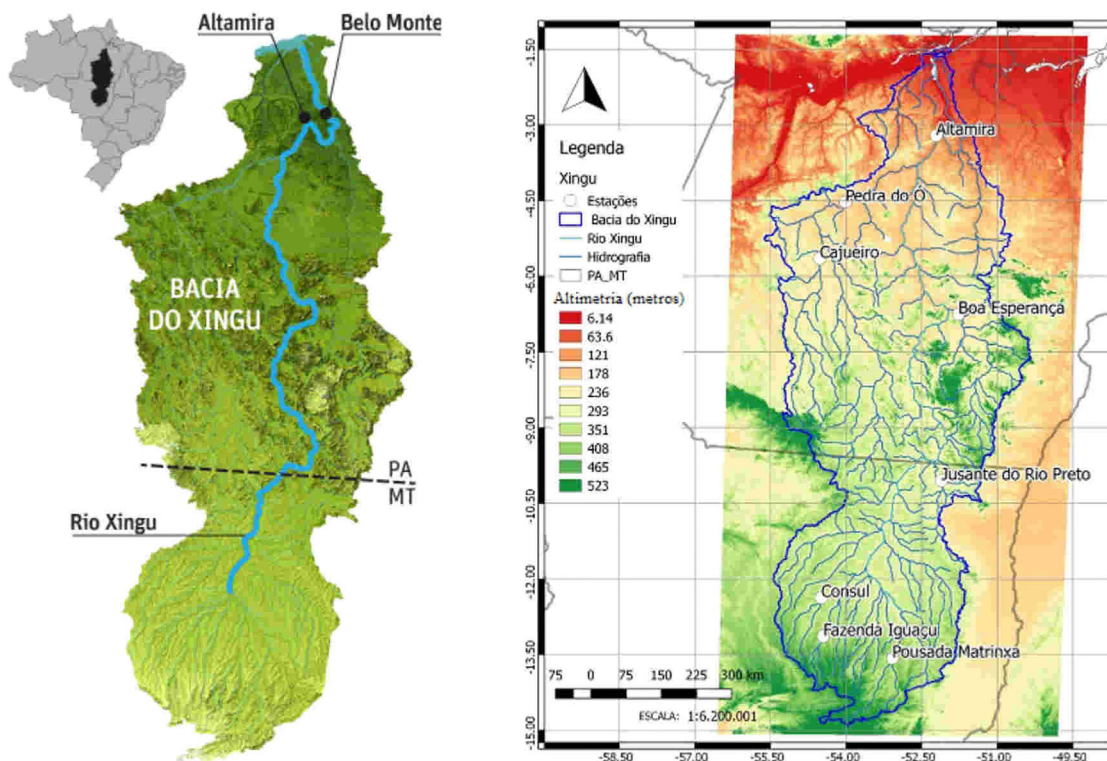 Altamira
Belo Monte
BACIA
DO XINGU
PA
MT
Rio Xingu
-1.50
-3.00
-4.50
-6.00
-7.50
-9.00
-10.50
-12.00
-13.50
-15.00
Legenda
Xingu
Estações
Bacia do Xingu
Rio Xingu
Hidrografia
PA_MT
Altimetria (metros)
6.14
63.6
121
178
236
293
351
408
465
523
Altamira
Pedra do Ó
Cajueiro
Boa Esperança
Jusante do Rio Preto
Consul
Fazenda Iguaçu
Pousada Matrinxa
75 0 75 150 225 300 km
ESCALA: 1:6.200.001
-58.50 -57.00 -55.50 -54.00 -52.50 -51.00 -49.50